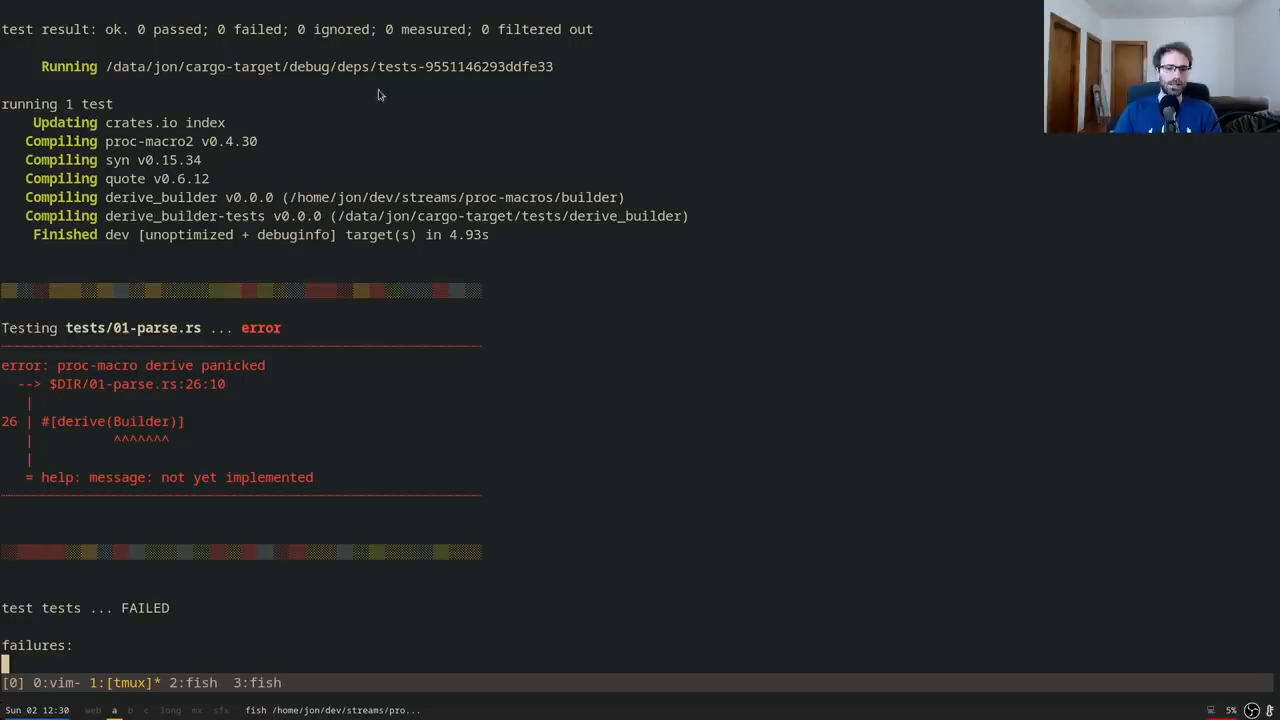 test result: ok. 0 passed; 0 failed; 0 ignored; 0 measured; 0 filtered out
Running /data/jon/cargo-target/debug/deps/tests-9551146293ddfe33
running 1 test
Updating crates.io index
Compiling proc-macro2 v0.4.30
Compiling syn v0.15.34
Compiling quote v0.6.12
Compiling derive_builder v0.0.0 (/home/jon/dev/streams/proc-macros/builder)
Compiling derive_builder-tests v0.0.0 (/data/jon/cargo-target/tests/derive_builder)
Finished dev [unoptimized + debuginfo] target(s) in 4.93s
Testing tests/01-parse.rs ... error
error: proc-macro derive panicked
--> $DIR/01-parse.rs:26:10
|
26 | #[derive(Builder)]
| ^^^^^^^
|
= help: message: not yet implemented
test tests ... FAILED
failures:
[0] 0:vim- 1:[tmux]* 2:fish 3:fish
Sun 02 12:30 web a b c long mx sfx fish /home/jon/dev/streams/pro... 5%